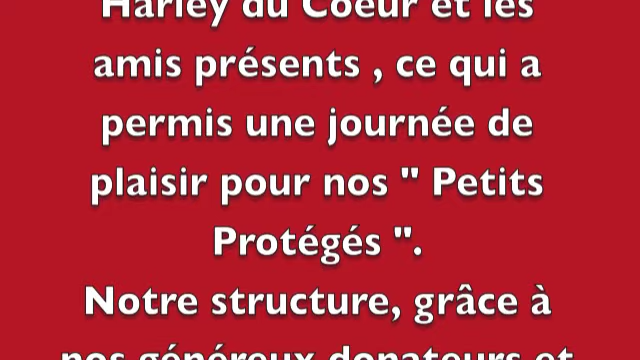 Harley du Coeur et les
amis présents , ce qui a
permis une journée de
plaisir pour nos " Petits
Protégés ".
Notre structure, grâce à
nos généreux donateurs et